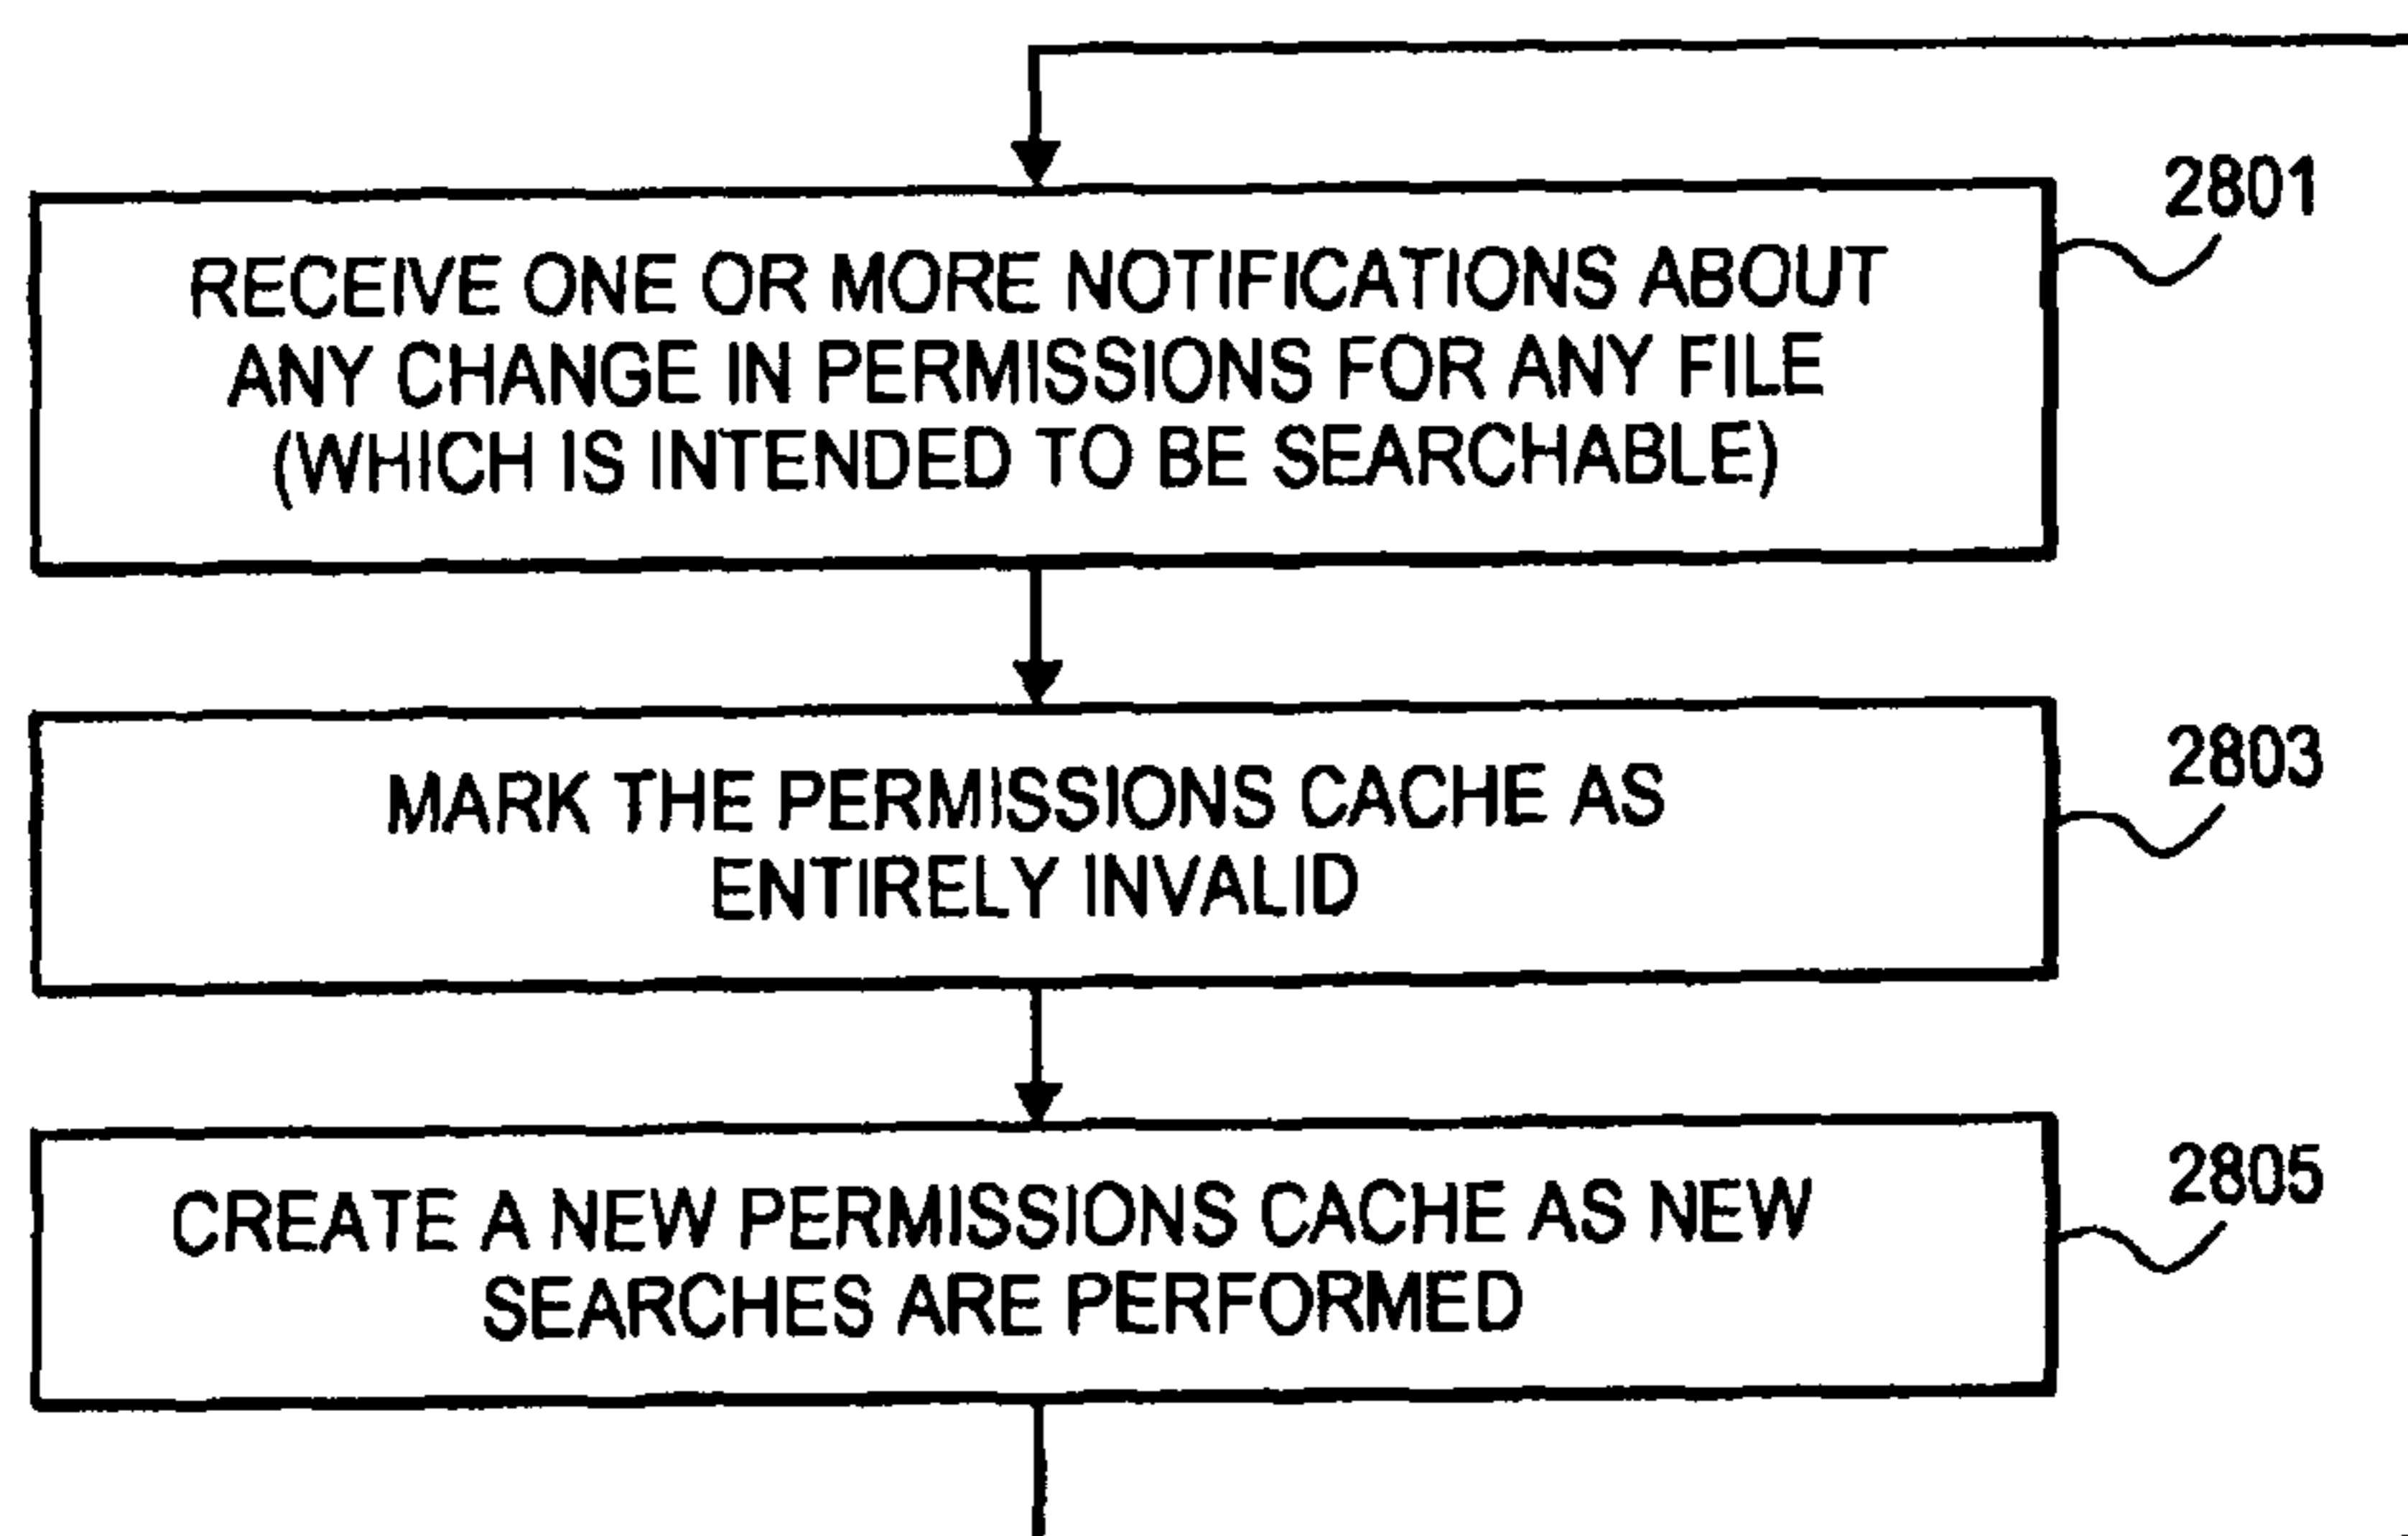 2801
RECEIVE ONE OR MORE NOTIFICATIONS ABOUT
ANY CHANGE IN PERMISSIONS FOR ANY FILE
(WHICH IS INTENDED TO BE SEARCHABLE)
2803
MARK THE PERMISSIONS CACHE AS
ENTIRELY INVALID
2805
CREATE A NEW PERMISSIONS CACHE AS NEW
SEARCHES ARE PERFORMED